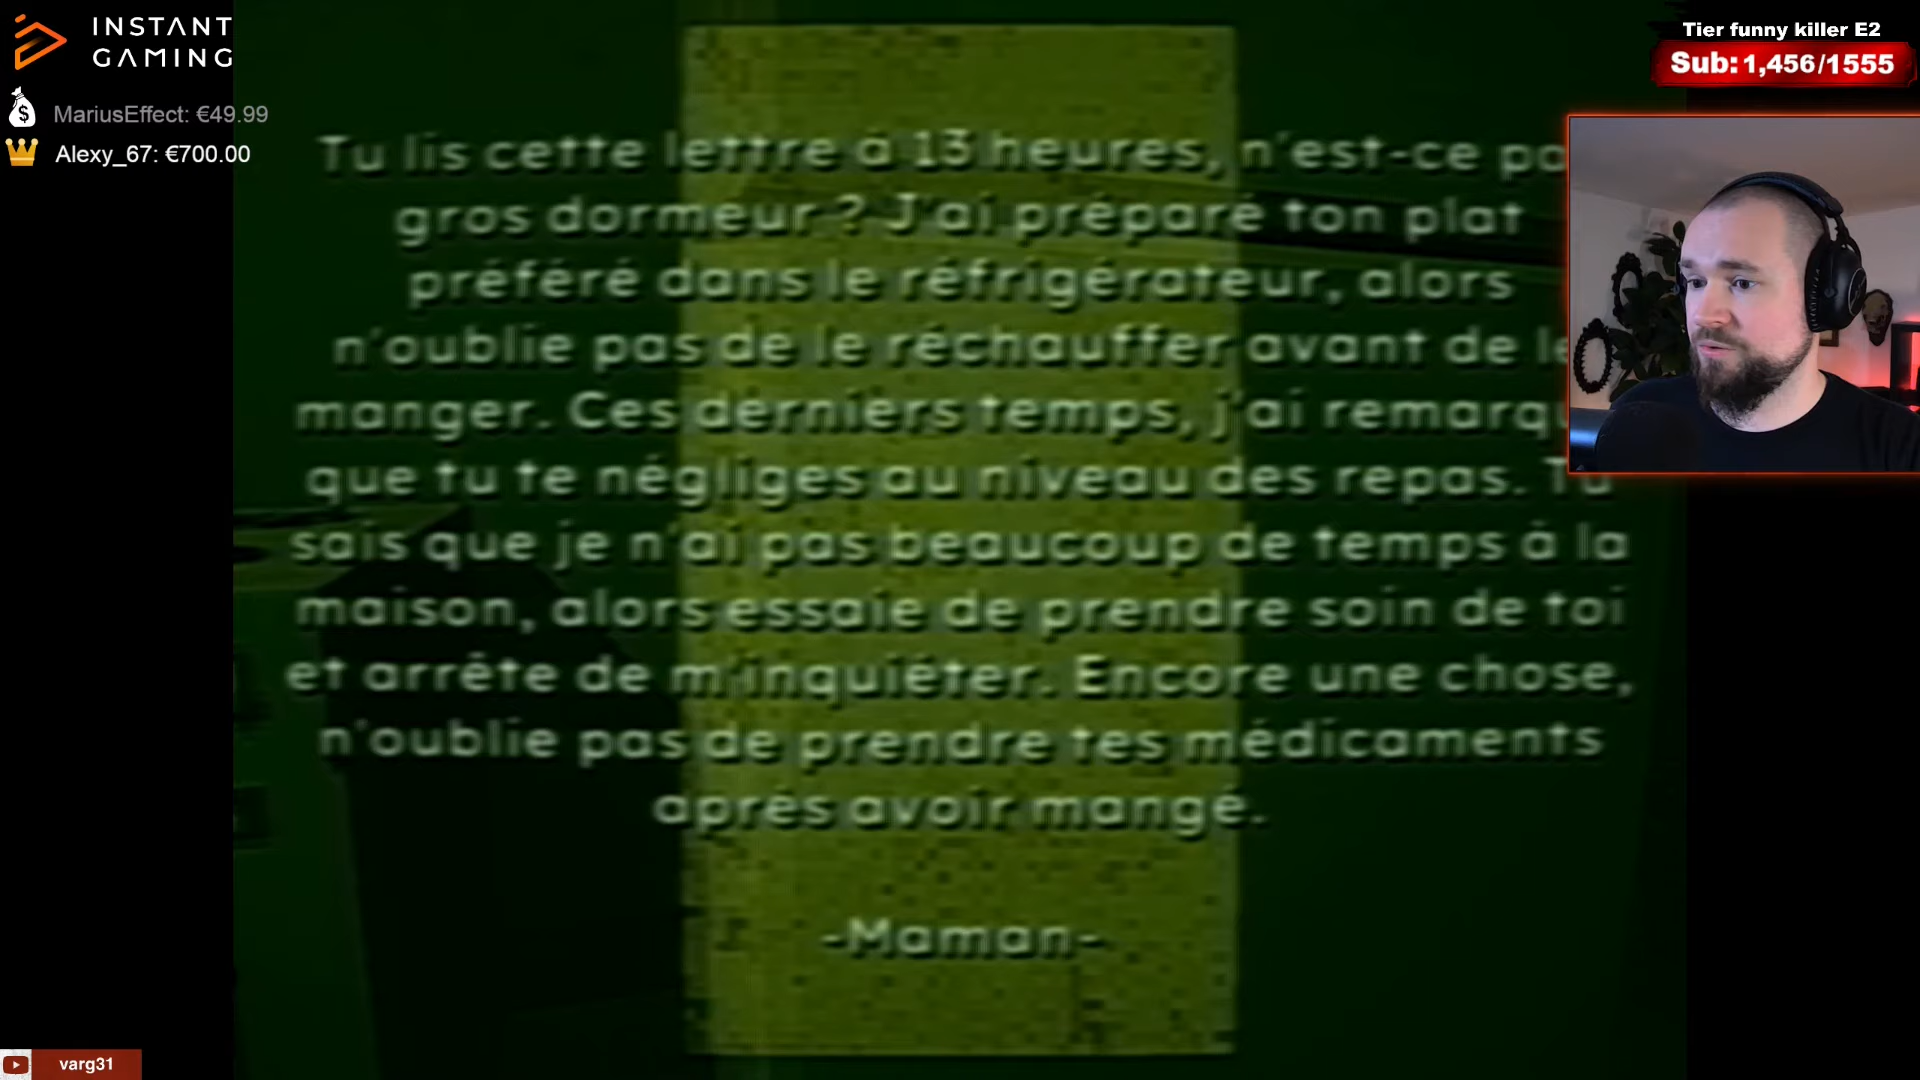 INSTANT
GAMING
MariusEffect: €49.99
Alexy_67: €700.00
Tier funny killer E2
Sub: 1,456/1555
Tu lis cette lettre à 13 heures, n'est-ce
gros dormeur ? J'ai préparé ton plat
préféré dans le réfrigérateur, alors
n'oublie pas de le réchauffer avant de
manger. Ces derniers temps, j'ai
que tu te négliges au niveau des repas. Tu
sais que je n'ai pas beaucoup de temps à la
maison, alors essaie de prendre soin de toi
et arrête de m'inquiéter. Encore une chose,
n'oublie pas de prendre tes médicaments
après avoir mangé.
-Maman-
varg31